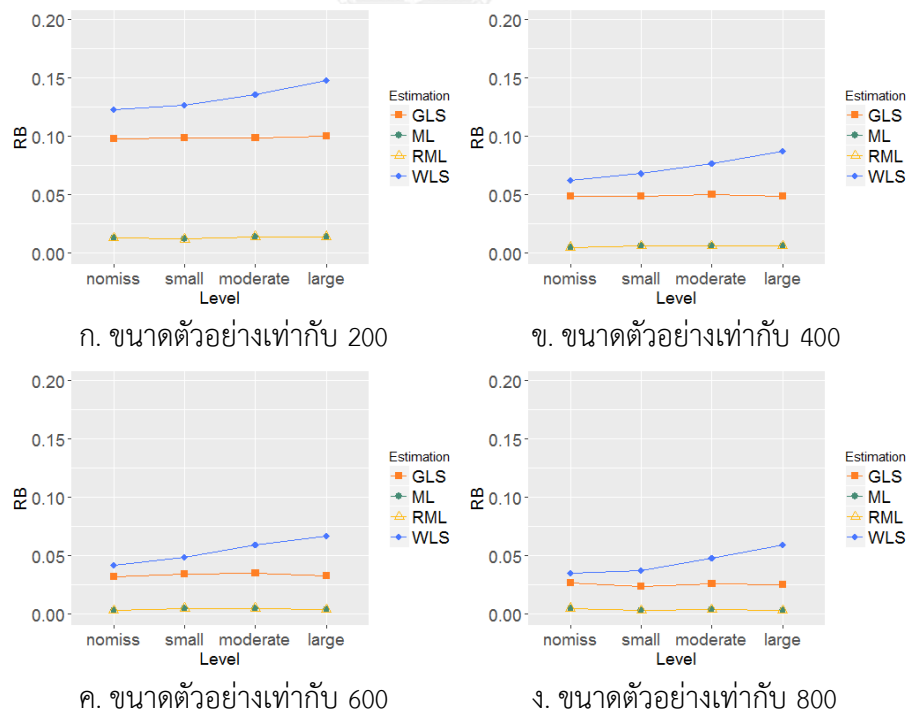 0.20
0.15
0.10
0.05
0.00
RB
nomiss small moderate large
Level
Estimation
GLS
ML
RML
WLS
ก. ขนาดตัวอย่างเท่ากับ 200
0.20
0.15
0.10
0.05
0.00
RB
nomiss small moderate large
Level
Estimation
GLS
ML
RML
WLS
ข. ขนาดตัวอย่างเท่ากับ 400
0.20
0.15
0.10
0.05
0.00
RB
nomiss small moderate large
Level
Estimation
GLS
ML
RML
WLS
ค. ขนาดตัวอย่างเท่ากับ 600
0.20
0.15
0.10
0.05
0.00
RB
nomiss small moderate large
Level
Estimation
GLS
ML
RML
WLS
ง. ขนาดตัวอย่างเท่ากับ 800